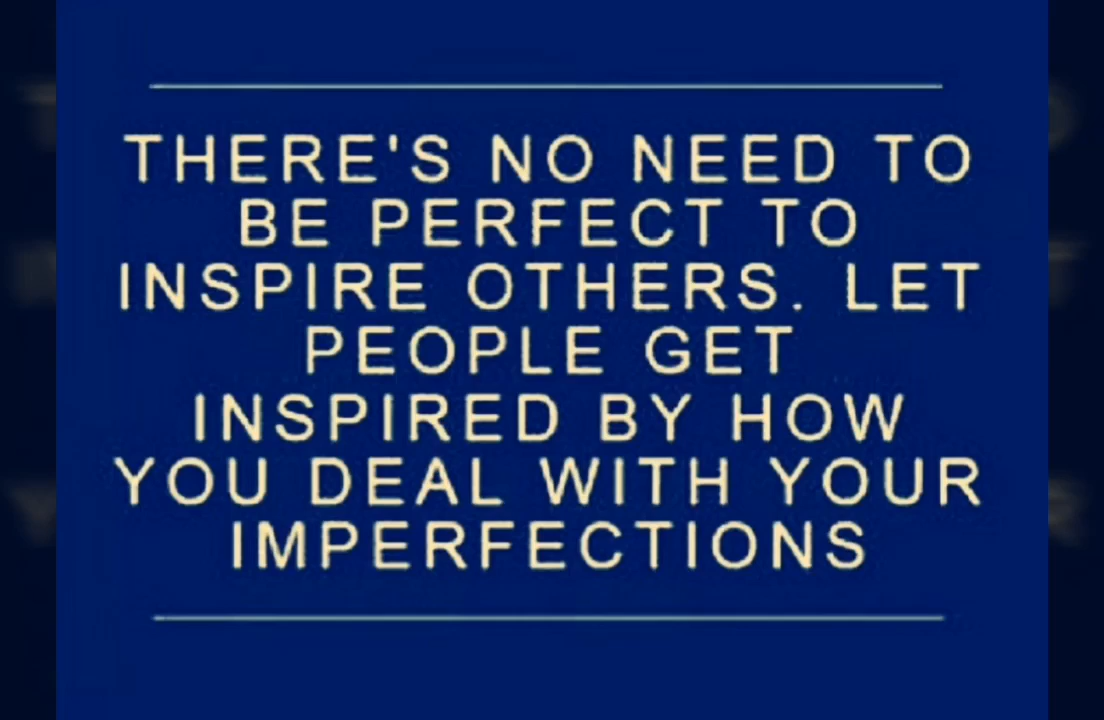 THERE'S NO NEED TO
BE PERFECT TO
INSPIRE OTHERS. LET
PEOPLE GET
INSPIRED BY HOW
YOU DEAL WITH YOUR
IMPERFECTIONS